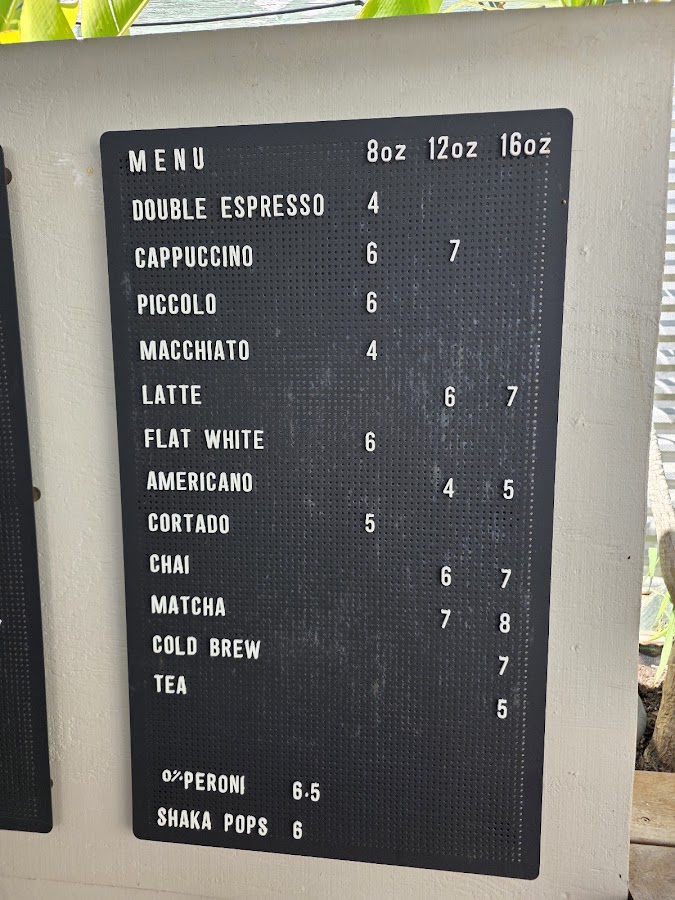 MENU 8oz 12oz 16oz
DOUBLE ESPRESSO 4
CAPPUCCINO 6 7
PICCOLO 6
MACCHIATO 4
LATTE 6 7
FLAT WHITE 6
AMERICANO 4 5
CORTADO 5
CHAI 6 7
MATCHA 7 8
COLD BREW 7
TEA 5
0% PERONI 6.5
SHAKA POPS 6